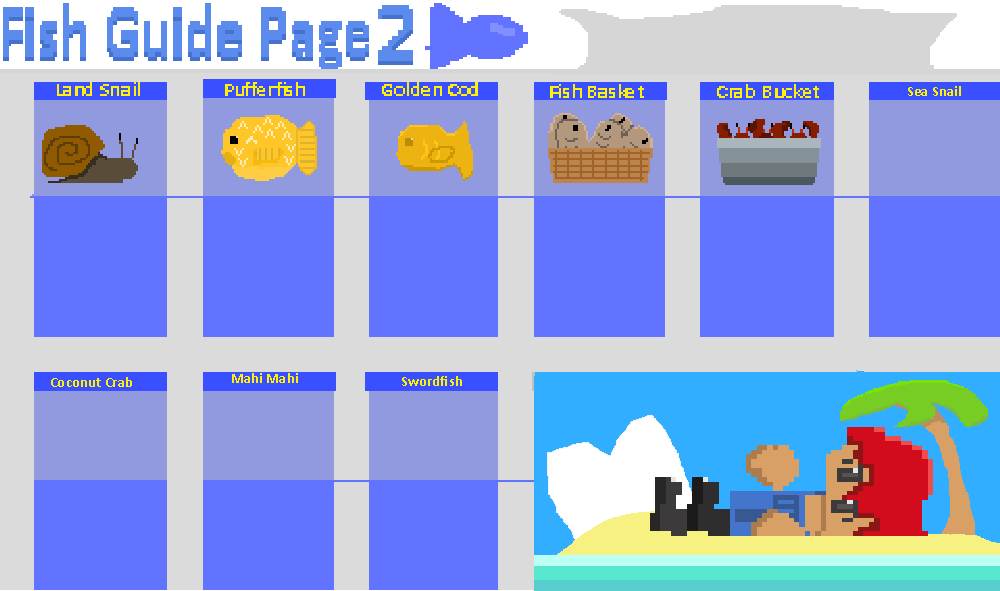 Fish Guide Page 2
Land Snail
Pufferfish
Golden Cod
Fish Basket
Crab Bucket
Sea Snail
Coconut Crab
Mahi Mahi
Swordfish